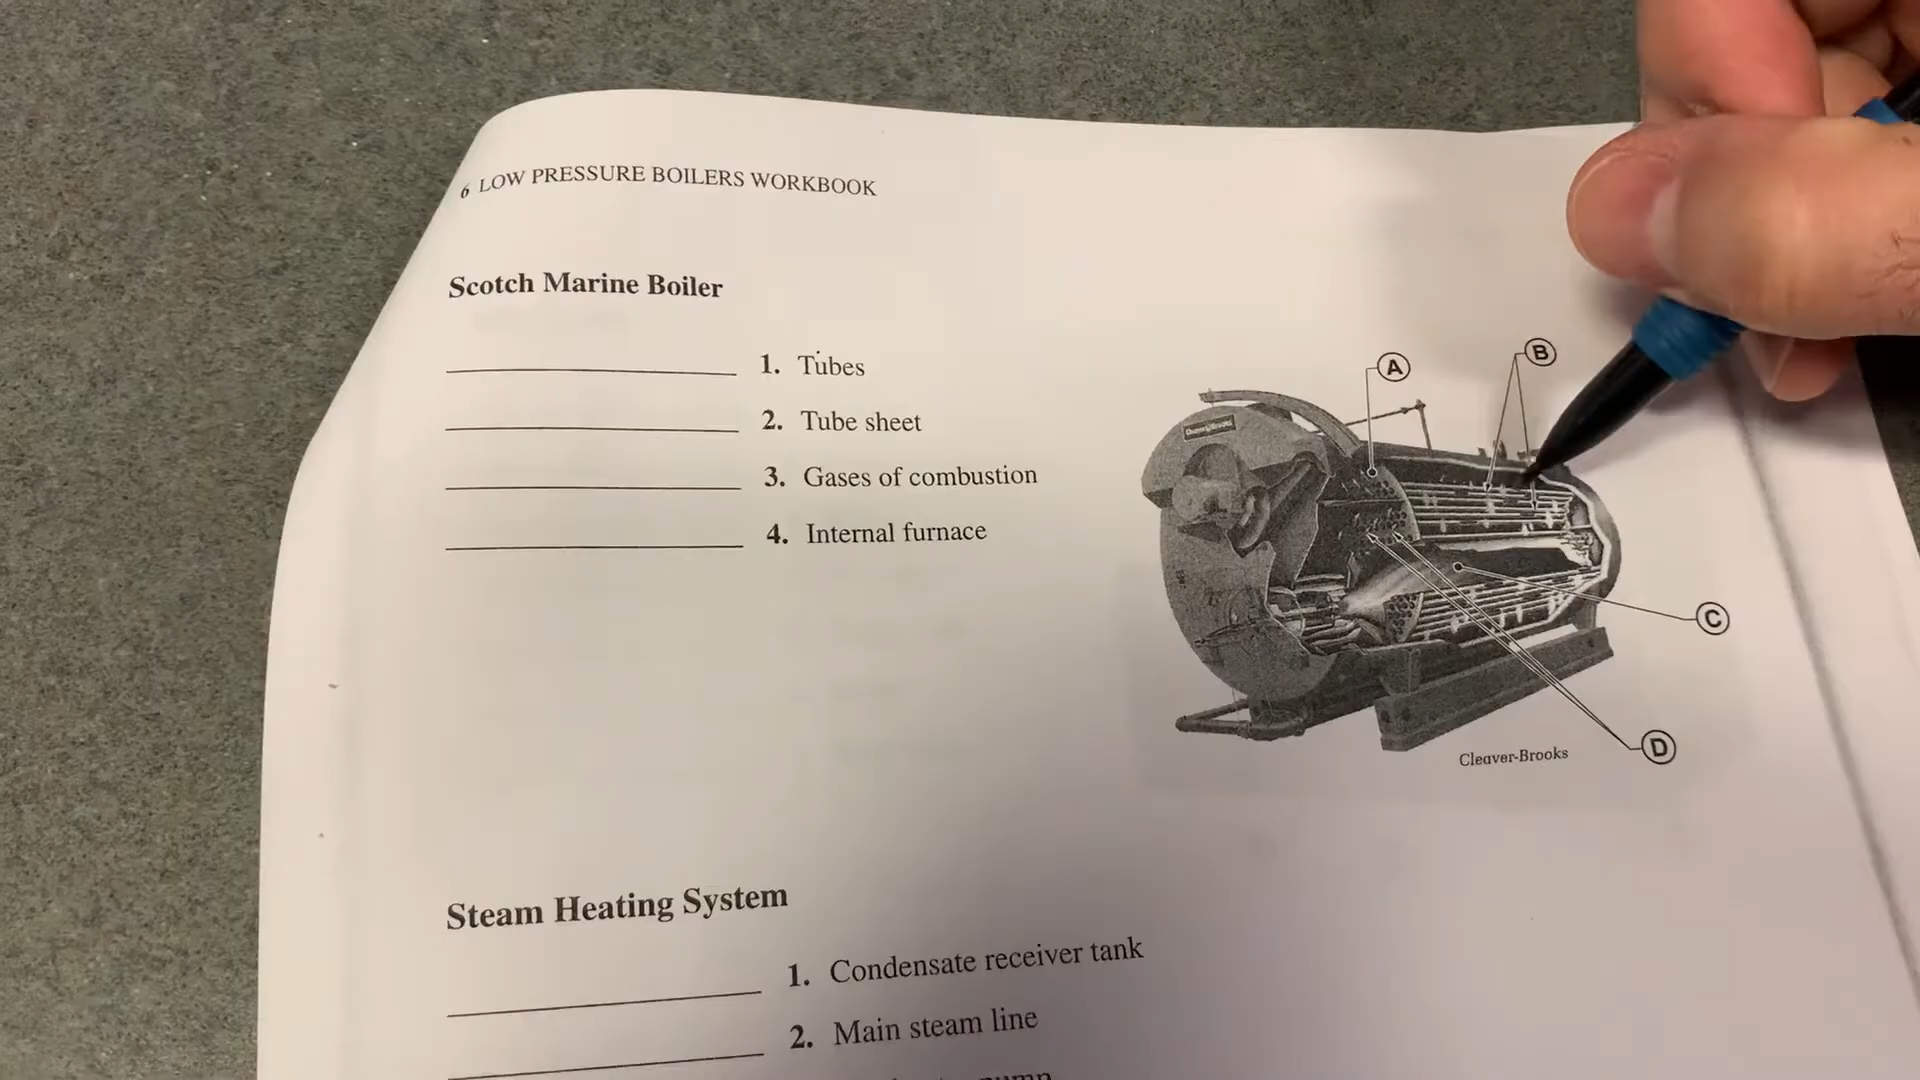 6 LOW PRESSURE BOILERS WORKBOOK
Scotch Marine Boiler
1. Tubes
2. Tube sheet
3. Gases of combustion
4. Internal furnace
A
B
C
D
Cleaver-Brooks
Steam Heating System
1. Condensate receiver tank
2. Main steam line